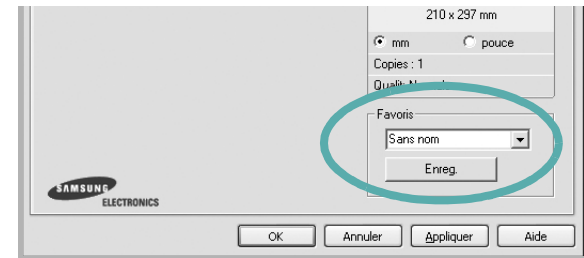 210 x 297 mm
mm pouce
Copies : 1
Favoris
Sans nom
Enreg.
SAMSUNG
ELECTRONICS
OK Annuler Appliquer Aide